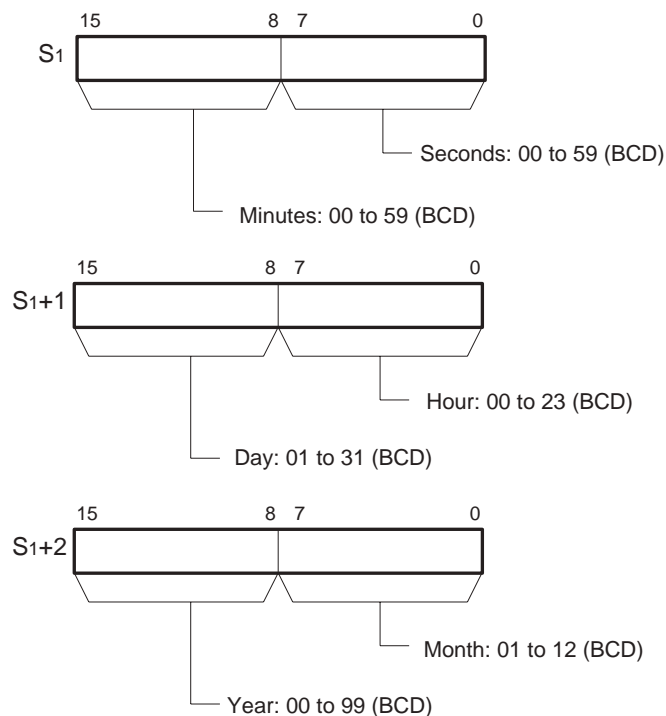 15 8 7 0
S1
Seconds: 00 to 59 (BCD)
Minutes: 00 to 59 (BCD)
15 8 7 0
S1+1
Hour: 00 to 23 (BCD)
Day: 01 to 31 (BCD)
15 8 7 0
S1+2
Month: 01 to 12 (BCD)
Year: 00 to 99 (BCD)